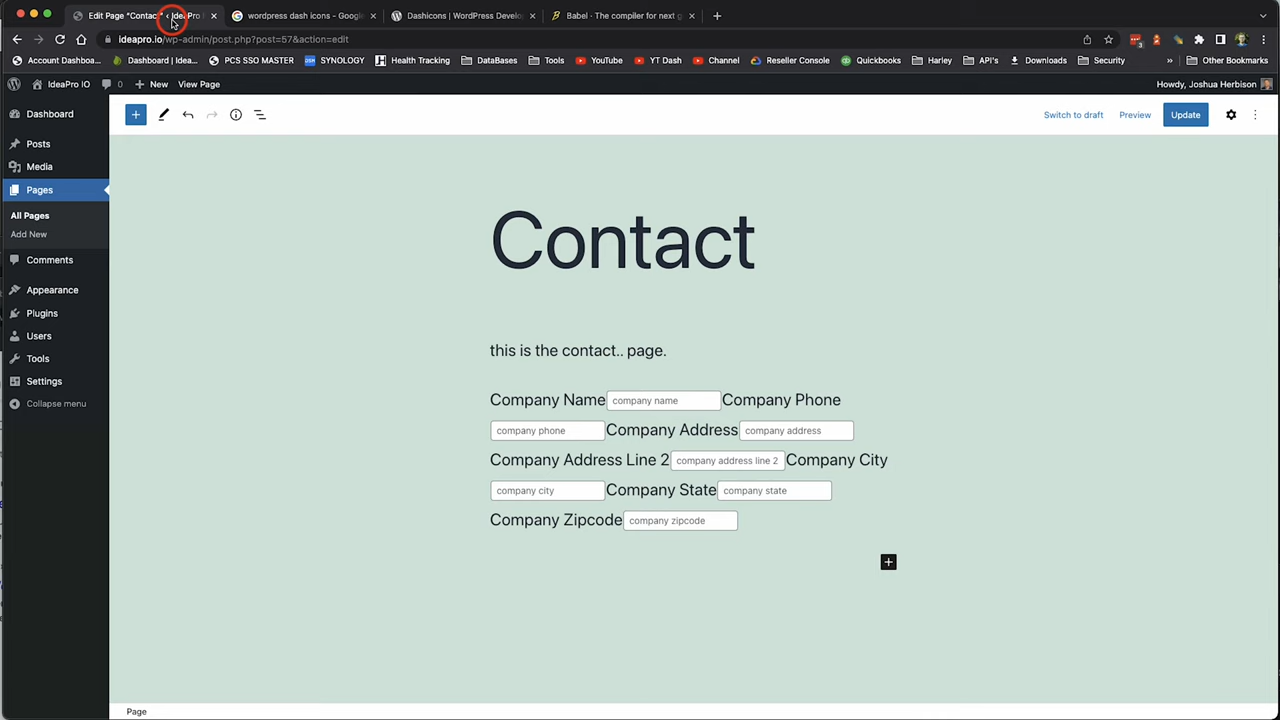 Edit Page "Contact" ‹ IdeaPro
wordpress dash icons - Google
Dashicons | WordPress Develop
Babel · The compiler for next g
ideapro.io/wp-admin/post.php?post=57&action=edit
Account Dashboa...
Dashboard | Idea...
PCS SSO MASTER
SYNOLOGY
Health Tracking
DataBases
Tools
YouTube
YT Dash
Channel
Reseller Console
Quickbooks
Harley
API's
Downloads
Security
»
Other Bookmarks
IdeaPro IO
0
New
View Page
Howdy, Joshua Herbison
Dashboard
Posts
Media
Pages
All Pages
Add New
Comments
Appearance
Plugins
Users
Tools
Settings
Collapse menu
Switch to draft
Preview
Update
Contact
this is the contact.. page.
Company Name company name Company Phone
company phone Company Address company address
Company Address Line 2 company address line 2 Company City
company city Company State company state
Company Zipcode company zipcode
Page